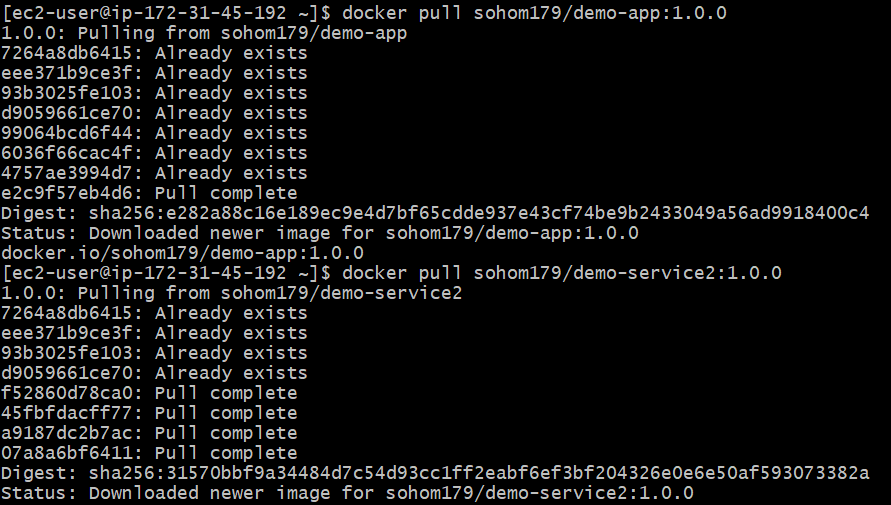 [ec2-user@ip-172-31-45-192 ~]$ docker pull sohom179/demo-app:1.0.0
1.0.0: Pulling from sohom179/demo-app
7264a8db6415: Already exists
eee371b9ce3f: Already exists
93b3025fe103: Already exists
d9059661ce70: Already exists
99064bcd6f44: Already exists
6036f66cac4f: Already exists
4757ae3994d7: Already exists
e2c9f57eb4d6: Pull complete
Digest: sha256:e282a88c16e189ec9e4d7bf65cdde937e43cf74be9b2433049a56ad9918400c4
Status: Downloaded newer image for sohom179/demo-app:1.0.0
docker.io/sohom179/demo-app:1.0.0
[ec2-user@ip-172-31-45-192 ~]$ docker pull sohom179/demo-service2:1.0.0
1.0.0: Pulling from sohom179/demo-service2
7264a8db6415: Already exists
eee371b9ce3f: Already exists
93b3025fe103: Already exists
d9059661ce70: Already exists
f52860d78ca0: Pull complete
45fbfdacff77: Pull complete
a9187dc2b7ac: Pull complete
07a8a6bf6411: Pull complete
Digest: sha256:31570bbf9a34484d7c54d93cc1ff2eabf6ef3bf204326e0e6e50af593073382a
Status: Downloaded newer image for sohom179/demo-service2:1.0.0